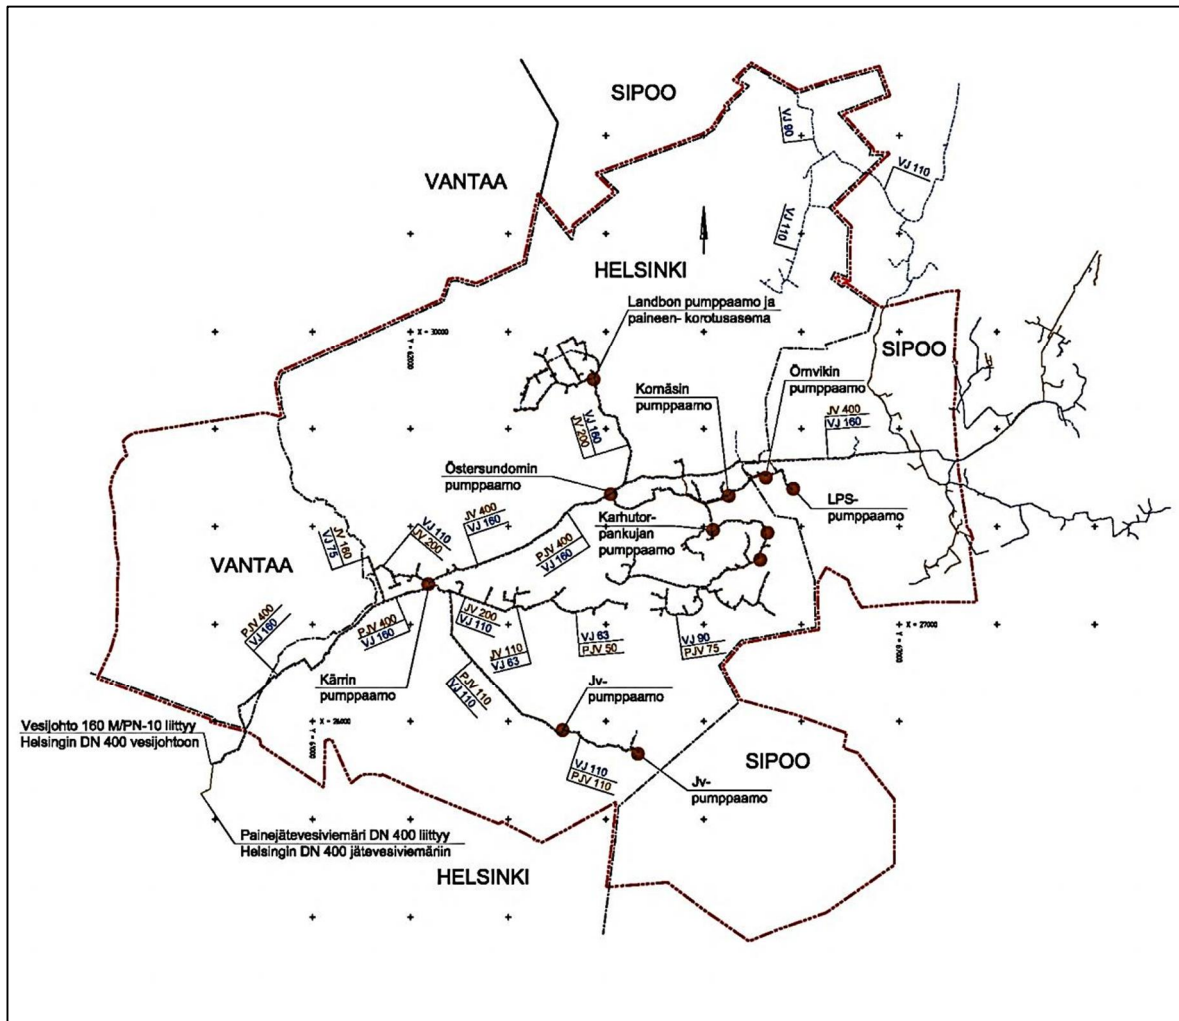 SIPOO
VJ 90
VJ 110
VANTAA
VJ 110
HELSINKI
Landbon pumppaamo ja
paineen- korotusasema
X = 30000
Y = 62000
SIPOO
Örnvikin
pumppaamo
Kornäsin
pumppaamo
JV 400
VJ 160
VJ 160
JV 200
Östersundomin
pumppaamo
LPS-
pumppaamo
JV 400
VJ 160
Karhutor-
pankujan
pumppaamo
VJ 110
JV 200
JV 160
VJ 75
PJV 400
VJ 160
VANTAA
PJV 400
VJ 160
PJV 400
VJ 160
JV 200
VJ 110
JV 110
VJ 63
VJ 63
PJV 50
VJ 90
PJV 75
X = 27000
Y = 67000
Kärrin
pumppaamo
PJV 110
VJ 110
Jv-
pumppaamo
Vesijohto 160 M/PN-10 liittyy
Helsingin DN 400 vesijohtoon
X = 26000
VJ 110
PJV 110
Jv-
pumppaamo
SIPOO
Painejätevesiviemäri DN 400 liittyy
Helsingin DN 400 jätevesiviemäriin
HELSINKI